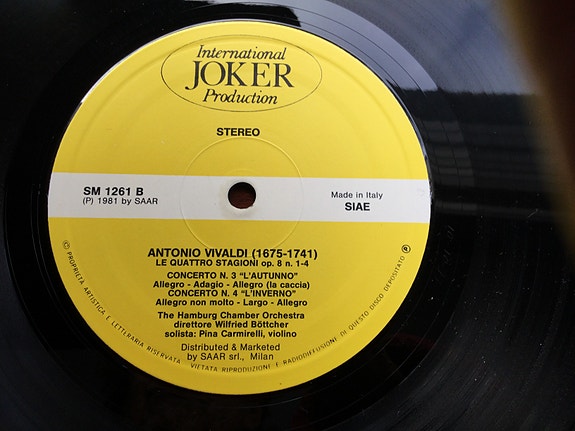 International
JOKER
Production
STEREO
SM 1261 B
(P) 1981 by SAAR
Made in Italy
SIAE
ANTONIO VIVALDI (1675-1741)
LE QUATTRO STAGIONI op. 8 n. 1-4
CONCERTO N. 3 "L'AUTUNNO"
Allegro - Adagio - Allegro (la caccia)
CONCERTO N. 4 "L'INVERNO"
Allegro non molto - Largo - Allegro
The Hamburg Chamber Orchestra
direttore Wilfried Böttcher
solista: Pina Carmirelli, violino
Distributed & Marketed
by SAAR srl., Milan
© PROPRIETA ARTISTICA E LETTERARIA RISERVATA. VIETATA RIPRODUZIONE E RADIODIFFUSIONE DI QUESTO DISCO DEPOSITATO ℗